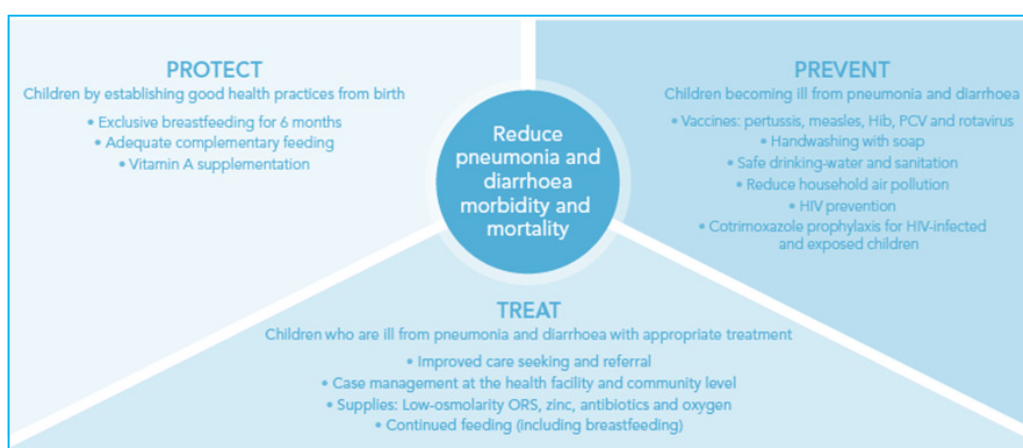 PROTECT
Children by establishing good health practices from birth
• Exclusive breastfeeding for 6 months
• Adequate complementary feeding
• Vitamin A supplementation
Reduce
pneumonia and
diarrhoea
morbidity and
mortality
PREVENT
Children becoming ill from pneumonia and diarrhoea
• Vaccines: pertussis, measles, Hib, PCV and rotavirus
• Handwashing with soap
• Safe drinking-water and sanitation
• Reduce household air pollution
• HIV prevention
• Cotrimoxazole prophylaxis for HIV-infected
and exposed children
TREAT
Children who are ill from pneumonia and diarrhoea with appropriate treatment
• Improved care seeking and referral
• Case management at the health facility and community level
• Supplies: Low-osmolarity ORS, zinc, antibiotics and oxygen
• Continued feeding (including breastfeeding)